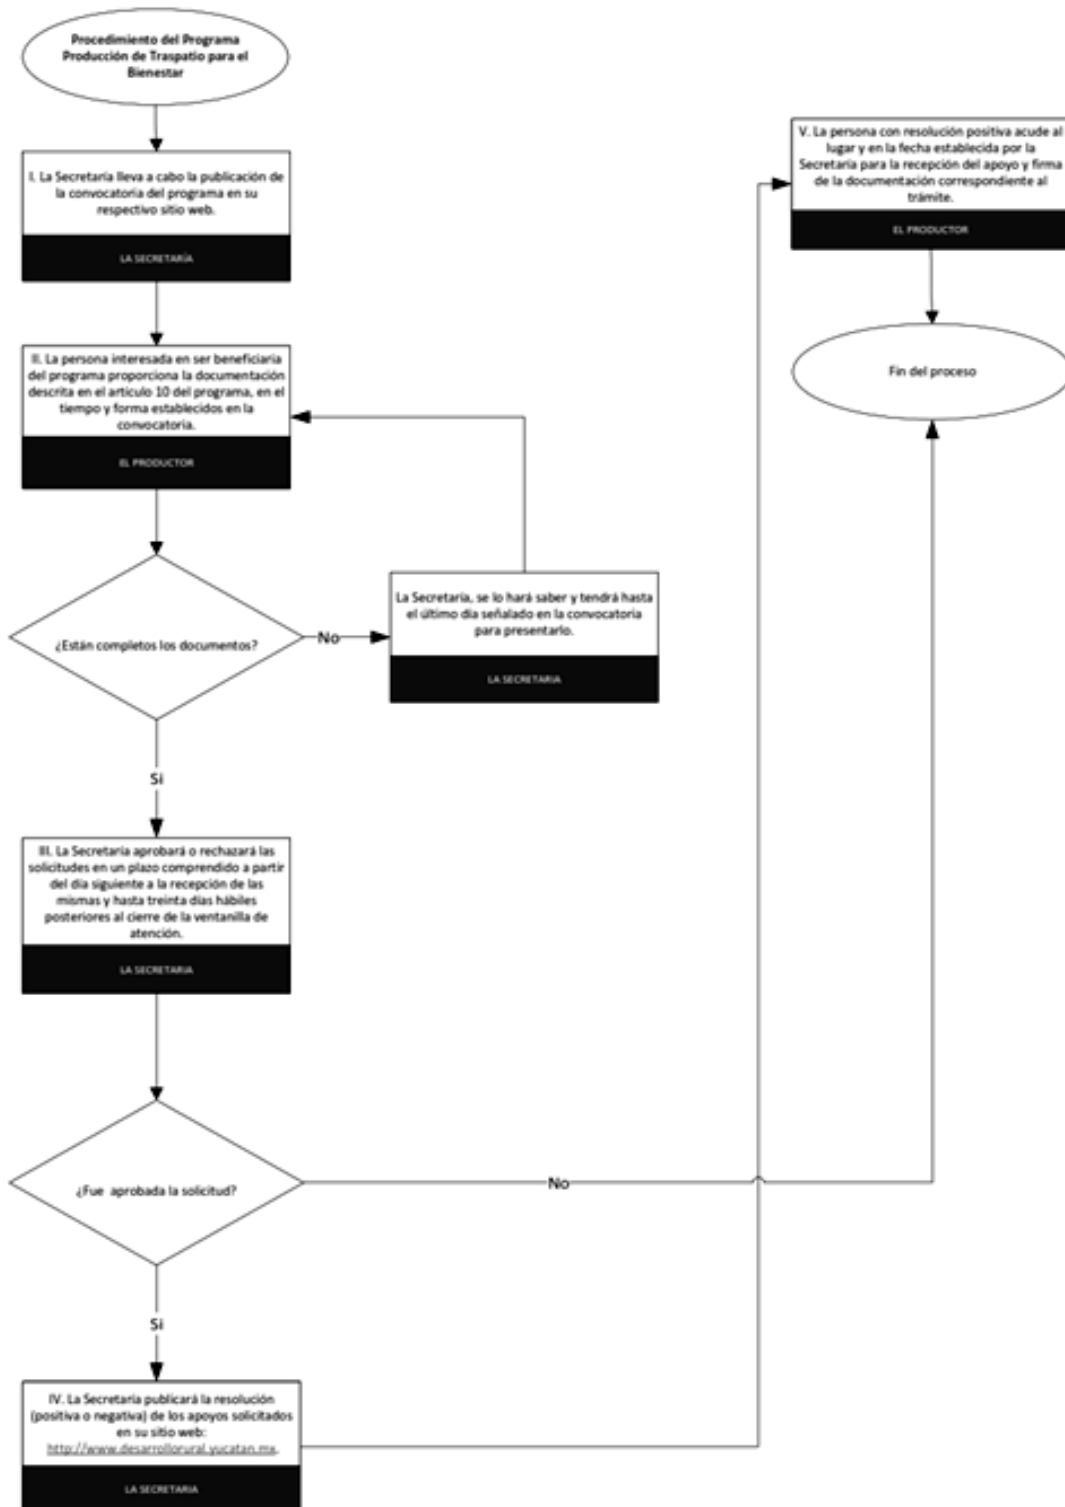 Procedimiento del Programa
Producción de Traspatio para el
Bienestar
I. La Secretaría lleva a cabo la publicación de
la convocatoria del programa en su
respectivo sitio web.
LA SECRETARÍA
II. La persona interesada en ser beneficiaria
del programa proporciona la documentación
descrita en el artículo 10 del programa, en el
tiempo y forma establecidos en la
convocatoria.
EL PRODUCTOR
¿Están completos los documentos?
No
La Secretaría, se lo hará saber y tendrá hasta
el último día señalado en la convocatoria
para presentarlo.
LA SECRETARIA
Si
III. La Secretaría aprobará o rechazará las
solicitudes en un plazo comprendido a partir
del día siguiente a la recepción de las
mismas y hasta treinta días hábiles
posteriores al cierre de la ventanilla de
atención.
LA SECRETARIA
¿Fue aprobada la solicitud?
No
Si
IV. La Secretaría publicará la resolución
(positiva o negativa) de los apoyos solicitados
en su sitio web:
http://www.desarrollorural.yucatan.mx.
LA SECRETARIA
V. La persona con resolución positiva acude al
lugar y en la fecha establecida por la
Secretaría para la recepción del apoyo y firma
de la documentación correspondiente al
trámite.
EL PRODUCTOR
Fin del proceso